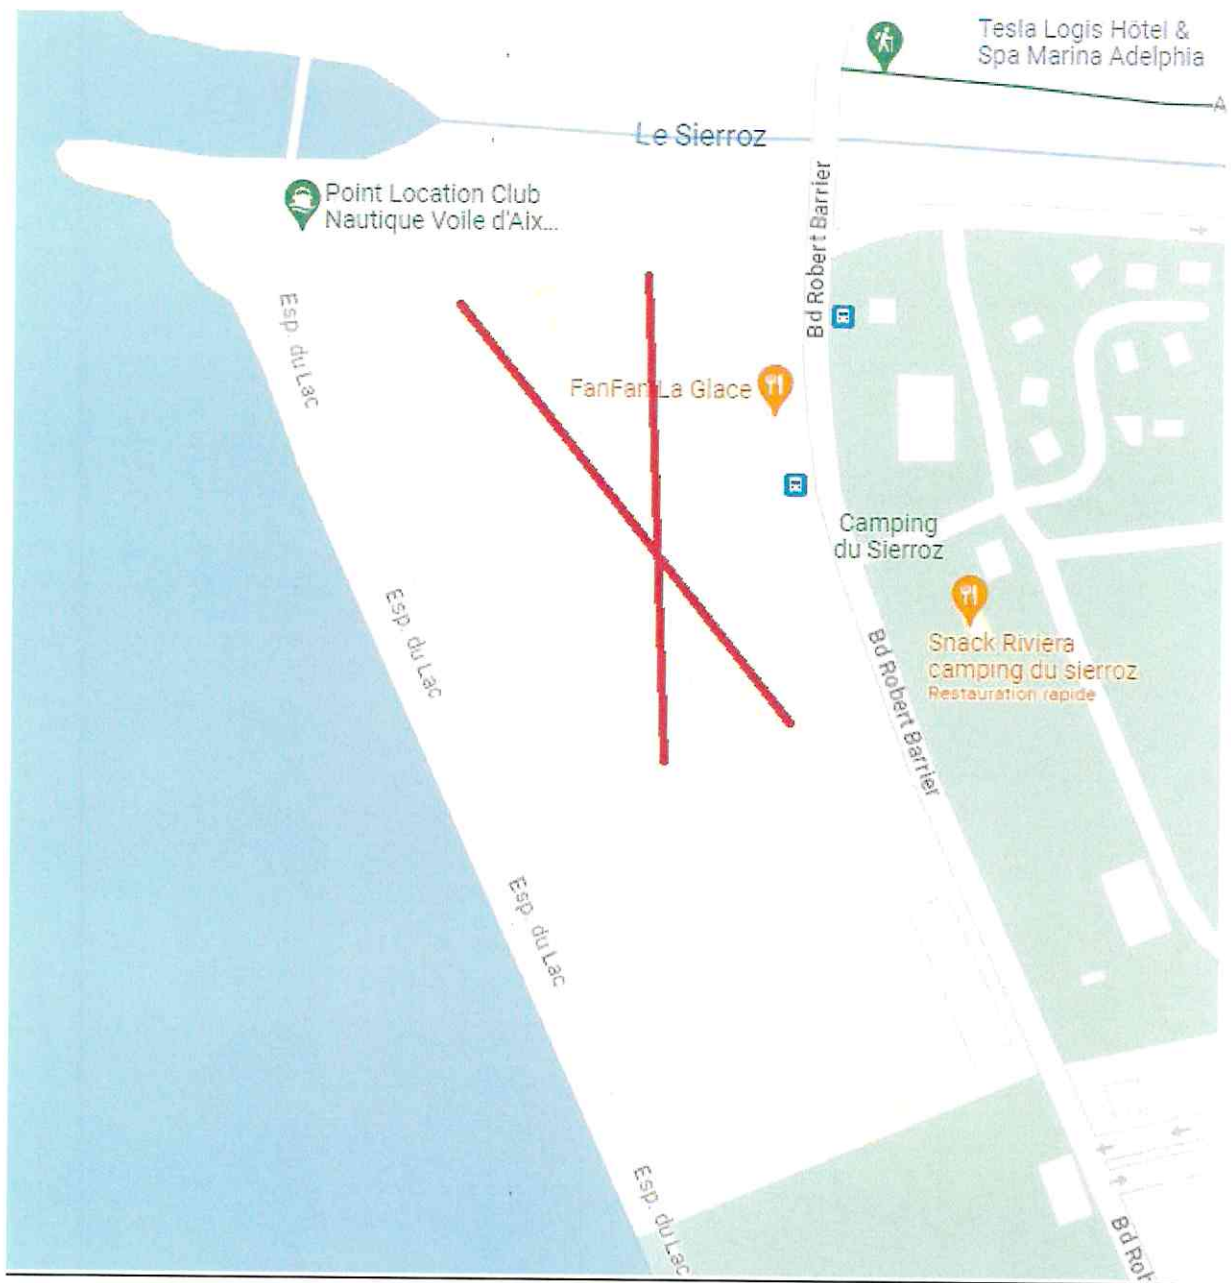 Tesla Logis Hôtel &
Spa Marina Adelphia
A
Le Sierroz
Point Location Club
Nautique Voile d'Aix...
Bd Robert Barrier
Esp. du Lac
FanFan La Glace
Camping
du Sierroz
Esp. du Lac
Snack Riviera
camping du sierroz
Restauration rapide
Bd Robert Barrier
Esp. du Lac
Esp. du Lac
Bd Rob